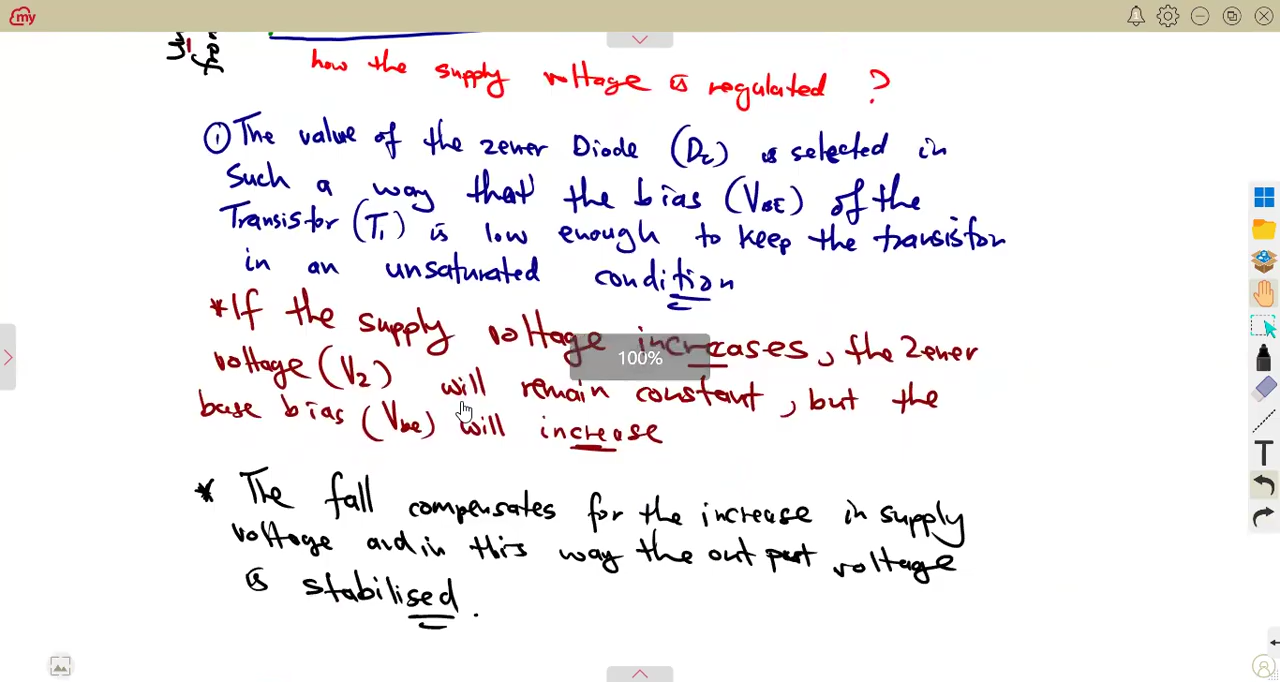 my
how the supply voltage is regulated ?
① The value of the zener Diode (Dz) is selected in
Such a way that the bias (VBE) of the
Transistor (T1) is low enough to keep the transistor
in an unsaturated condition
*If the supply voltage increases, the zener
voltage (VZ) will remain constant, but the
base bias (Vbe) will increase
100%
* The fall compensates for the increase in supply
voltage and in this way the out put voltage
is stabilised.
T